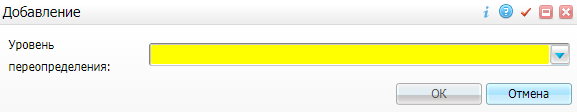 Добавление
Уровень
переопределения:
ОК
Отмена